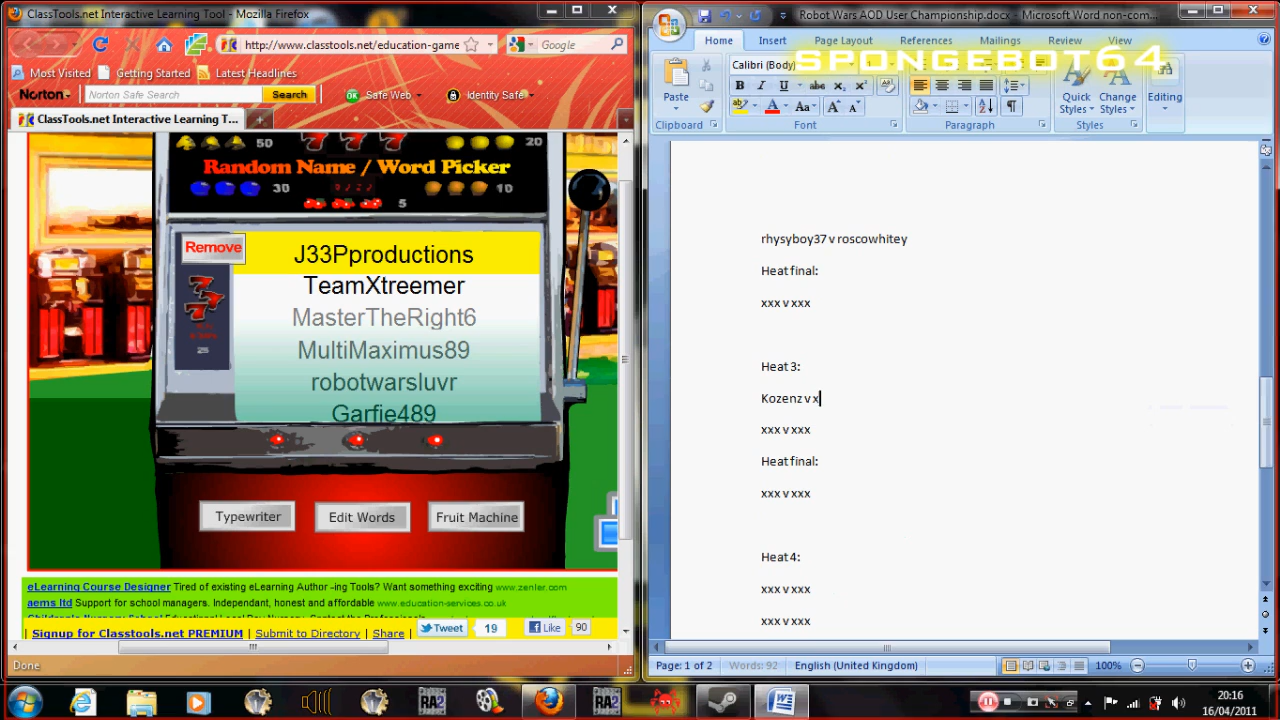 ClassTools.net Interactive Learning Tool - Mozilla Firefox
http://www.classtools.net/education-game
Google
Most Visited Getting Started Latest Headlines
Norton Norton Safe Search Search Safe Web Identity Safe
ClassTools.net Interactive Learning T...
50 20
Random Name / Word Picker
30 10
5
Remove
J33Pproductions
TeamXtreemer
MasterTheRight6
MultiMaximus89
robotwarsluvr
Garfie489
25
Typewriter Edit Words Fruit Machine
eLearning Course Designer Tired of existing eLearning Author -ing Tools? Want something exciting www.zenler.com
aems ltd Support for school managers. Independant, honest and affordable www.education-services.co.uk
Signup for Classtools.net PREMIUM | Submit to Directory | Share | Tweet 19 Like 90
Done
Robot Wars AOD User Championship.docx - Microsoft Word non-com...
Home Insert Page Layout References Mailings Review View
SPONGEBOT64
Calibri (Body)
Paste
B I U abc x₂ x²
Aa
Quick Styles
Change Styles
Editing
Clipboard Font Paragraph Styles
rhysyboy37 v roscowhitey
Heat final:
xxx v xxx
Heat 3:
Kozenz v x
xxx v xxx
Heat final:
xxx v xxx
Heat 4:
xxx v xxx
xxx v xxx
Page: 1 of 2 Words: 92 English (United Kingdom) 100%
RA2 RA2
20:16
16/04/2011